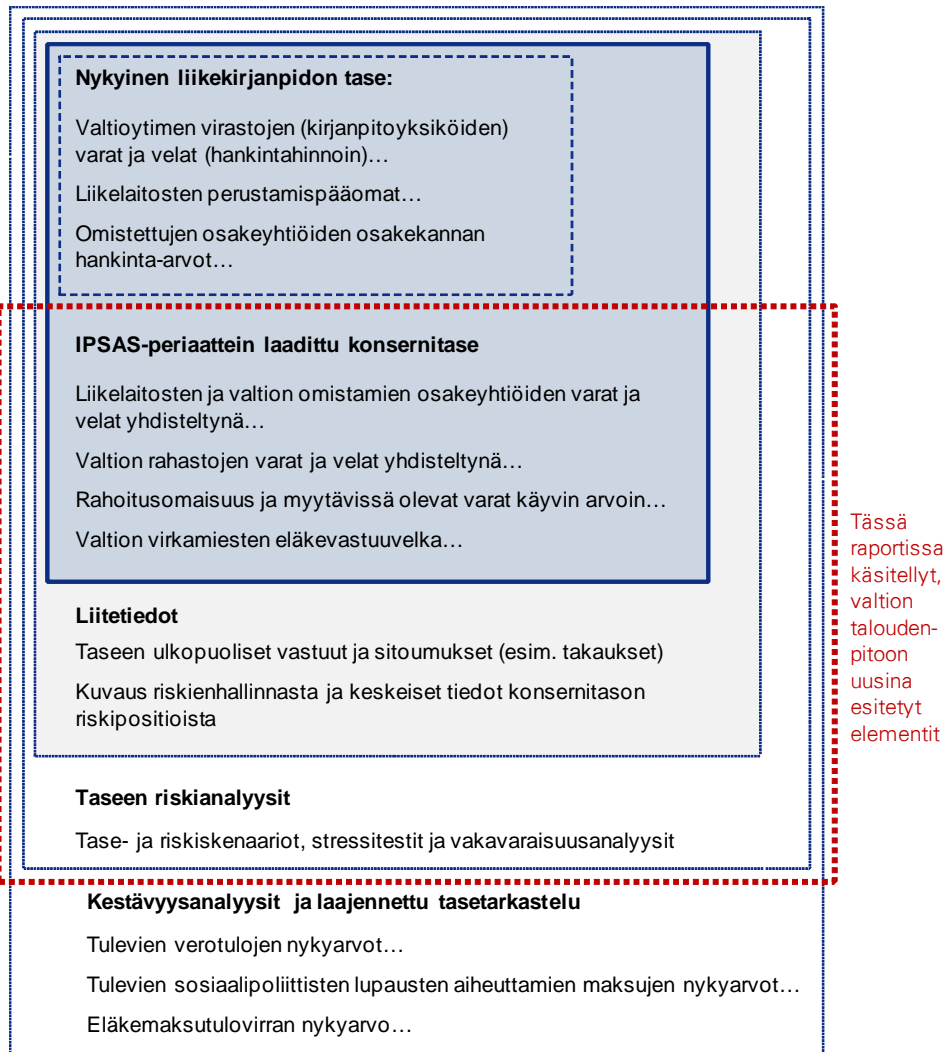 Nykyinen liikekirjanpidon tase:
Valtioytimen virastojen (kirjanpitoyksiköiden)
varat ja velat (hankintahinnoin)…
Liikelaitosten perustamispääomat…
Omistettujen osakeyhtiöiden osakekannan
hankinta-arvot…
IPSAS-periaattein laadittu konsernitase
Liikelaitosten ja valtion omistamien osakeyhtiöiden varat ja
velat yhdisteltynä…
Valtion rahastojen varat ja velat yhdisteltynä…
Rahoitusomaisuus ja myytävissä olevat varat käyvin arvoin…
Valtion virkamiesten eläkevastuuvelka…
Liitetiedot
Taseen ulkopuoliset vastuut ja sitoumukset (esim. takaukset)
Kuvaus riskienhallinnasta ja keskeiset tiedot konsernitason
riskipositioista
Taseen riskianalyysit
Tase- ja riskiskenaariot, stressitestit ja vakavaraisuusanalyysit
Kestävyysanalyysit ja laajennettu tasetarkastelu
Tulevien verotulojen nykyarvot…
Tulevien sosiaalipoliittisten lupausten aiheuttamien maksujen nykyarvot…
Eläkemaksutulovirran nykyarvo…
Tässä
raportissa
käsitellyt,
valtion
talouden-
pitoon
uusina
esitetyt
elementit